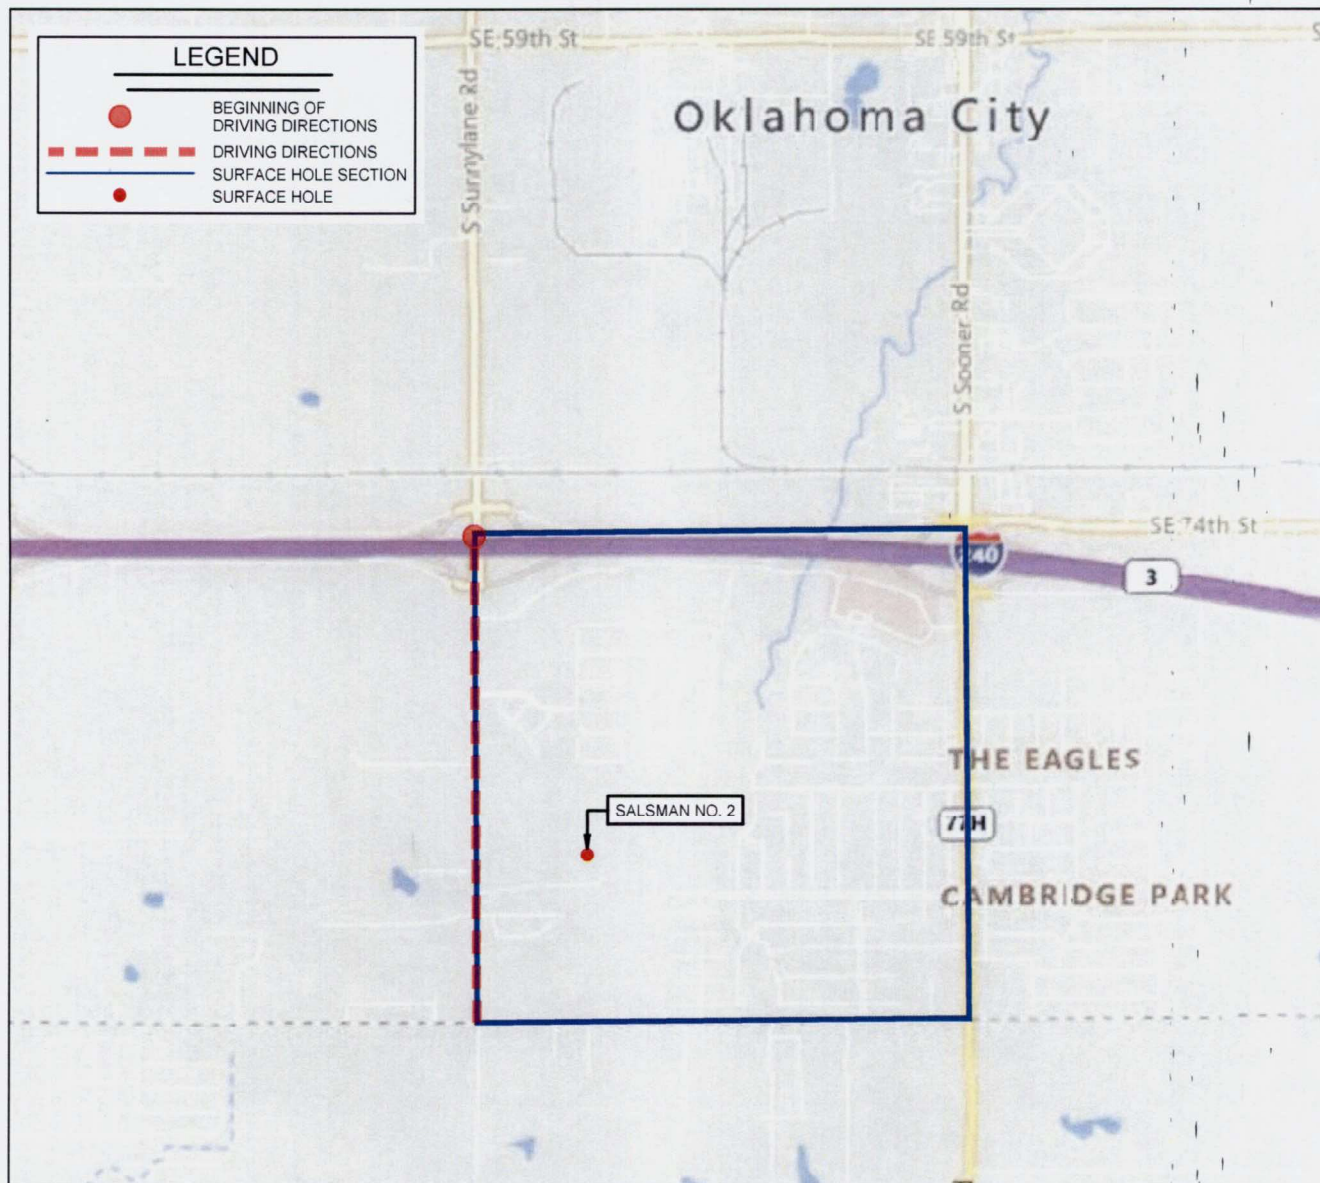 LEGEND
BEGINNING OF
DRIVING DIRECTIONS
DRIVING DIRECTIONS
SURFACE HOLE SECTION
SURFACE HOLE
SE 59th St
SE 59th St
S
S Sunnylane Rd
Oklahoma City
S Sooner Rd
SE 74th St
240
3
THE EAGLES
SALSMAN NO. 2
77H
CAMBRIDGE PARK